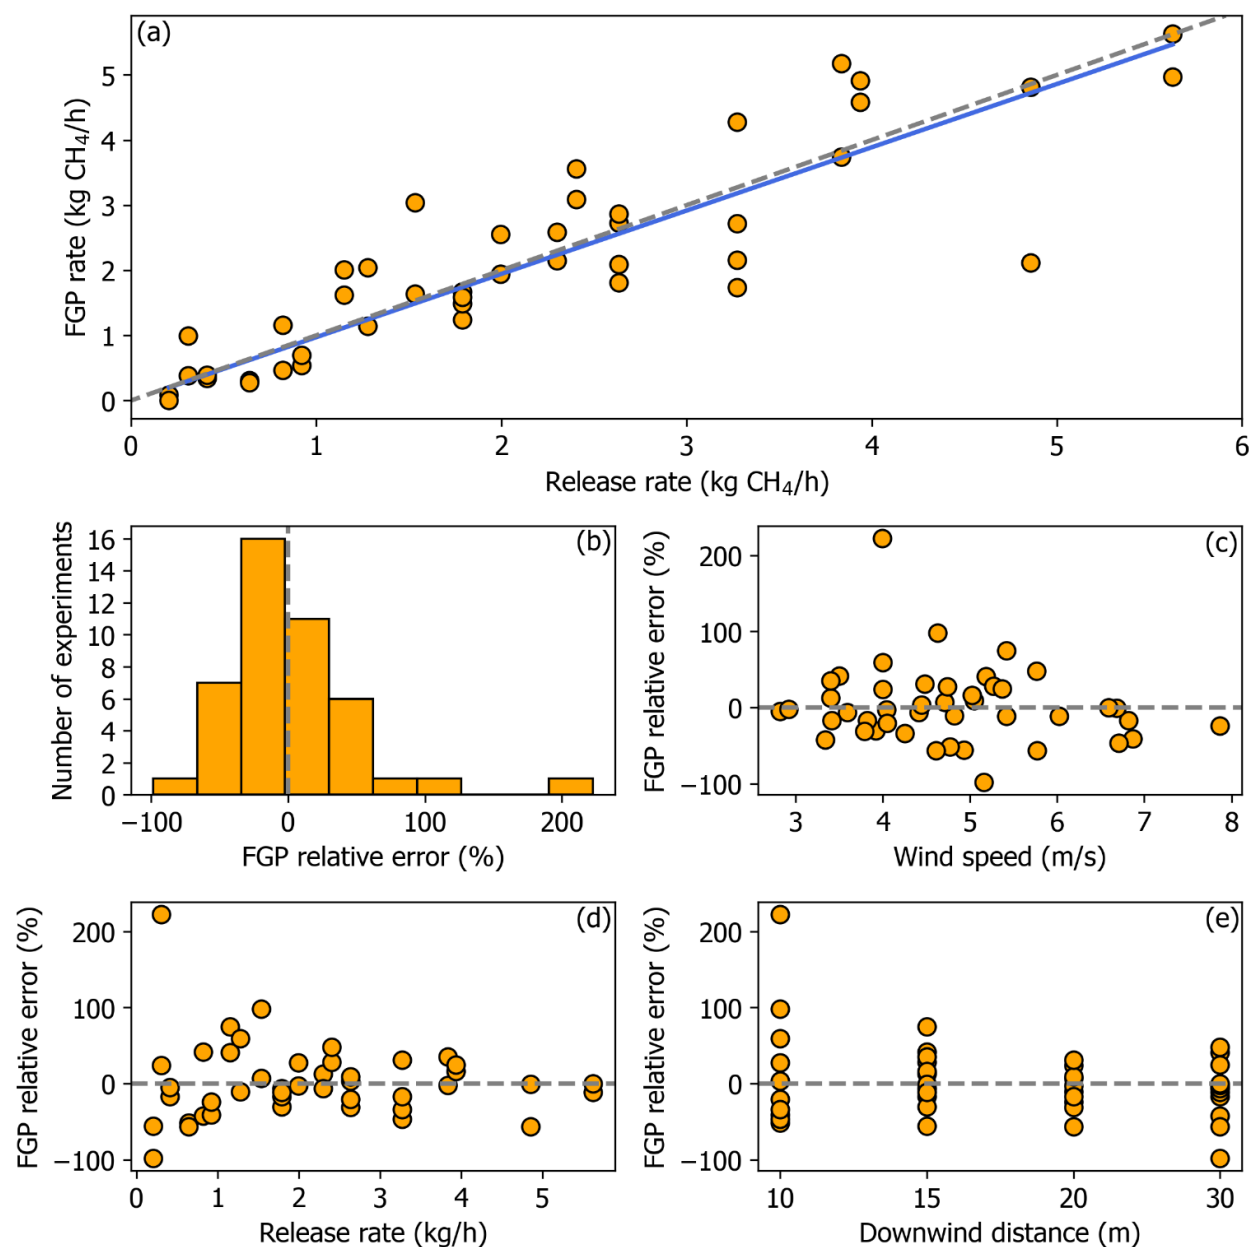 (a)
FGP rate (kg CH₄/h)
5
4
3
2
1
0
0 1 2 3 4 5 6
Release rate (kg CH₄/h)
(b)
Number of experiments
16
14
12
10
8
6
4
2
0
−100 0 100 200
FGP relative error (%)
(c)
FGP relative error (%)
200
100
0
−100
3 4 5 6 7 8
Wind speed (m/s)
(d)
FGP relative error (%)
200
100
0
−100
0 1 2 3 4 5
Release rate (kg/h)
(e)
FGP relative error (%)
200
100
0
−100
10 15 20 30
Downwind distance (m)